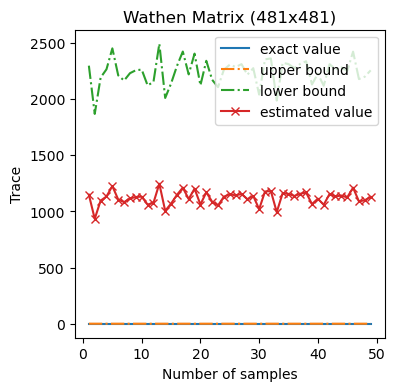 Wathen Matrix (481x481)
exact value
upper bound
lower bound
estimated value
2500
2000
1500
1000
500
0
Trace
0 10 20 30 40 50
Number of samples